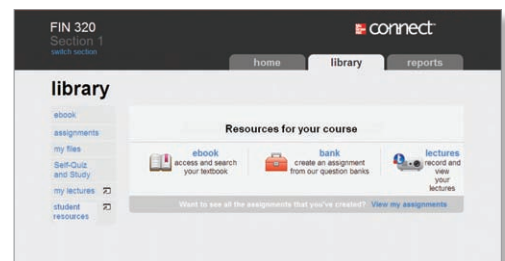 FIN 320
Section 1
switch section
connect
home
library
reports
library
ebook
assignments
my files
Self-Quiz
and Study
my lectures
student
resources
Resources for your course
ebook
access and search
your textbook
bank
create an assignment
from our question banks
lectures
record and
view
your
lectures
Want to see all the assignments that you've created? View my assignments